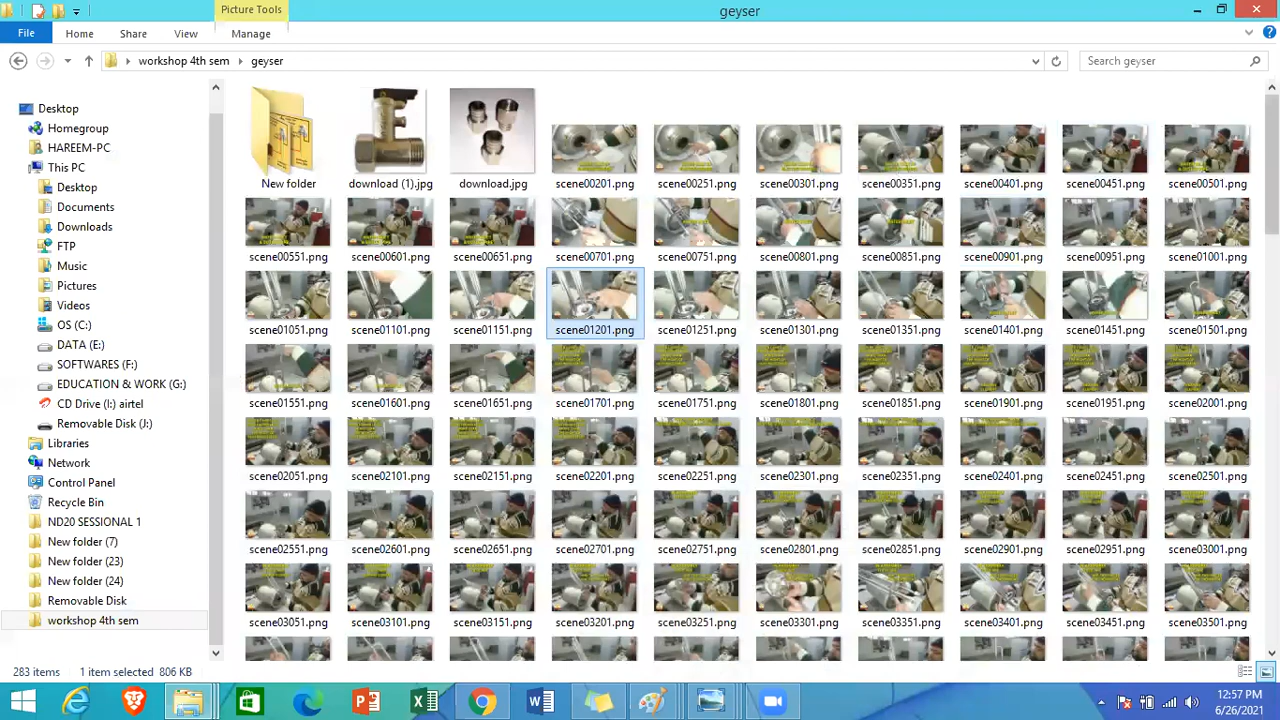 Picture Tools
geyser
File
Home
Share
View
Manage
workshop 4th sem
geyser
Search geyser
Desktop
Homegroup
HAREEM-PC
This PC
Desktop
Documents
Downloads
FTP
Music
Pictures
Videos
OS (C:)
DATA (E:)
SOFTWARES (F:)
EDUCATION & WORK (G:)
CD Drive (I:) airtel
Removable Disk (J:)
Libraries
Network
Control Panel
Recycle Bin
ND20 SESSIONAL 1
New folder (7)
New folder (23)
New folder (24)
Removable Disk
workshop 4th sem
New folder download (1).jpg download.jpg scene00201.png scene00251.png scene00301.png scene00351.png scene00401.png scene00451.png scene00501.png
scene00551.png scene00601.png scene00651.png scene00701.png scene00751.png scene00801.png scene00851.png scene00901.png scene00951.png scene01001.png
scene01051.png scene01101.png scene01151.png scene01201.png scene01251.png scene01301.png scene01351.png scene01401.png scene01451.png scene01501.png
scene01551.png scene01601.png scene01651.png scene01701.png scene01751.png scene01801.png scene01851.png scene01901.png scene01951.png scene02001.png
scene02051.png scene02101.png scene02151.png scene02201.png scene02251.png scene02301.png scene02351.png scene02401.png scene02451.png scene02501.png
scene02551.png scene02601.png scene02651.png scene02701.png scene02751.png scene02801.png scene02851.png scene02901.png scene02951.png scene03001.png
scene03051.png scene03101.png scene03151.png scene03201.png scene03251.png scene03301.png scene03351.png scene03401.png scene03451.png scene03501.png
283 items 1 item selected 806 KB
12:57 PM
6/26/2021